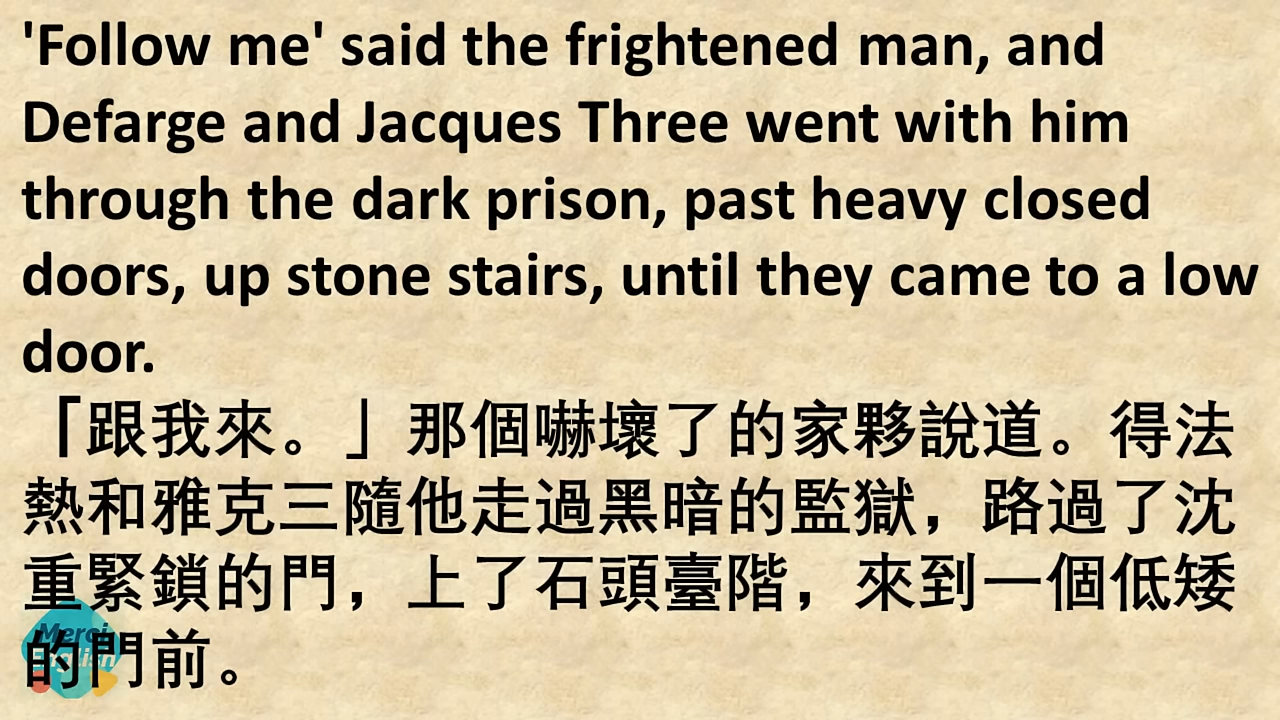 'Follow me' said the frightened man, and
Defarge and Jacques Three went with him
through the dark prison, past heavy closed
doors, up stone stairs, until they came to a low
door.
「跟我來。」那個嚇壞了的家夥說道。得法
熱和雅克三隨他走過黑暗的監獄，路過了沈
重緊鎖的門，上了石頭臺階，來到一個低矮
的門前。
Merci
English